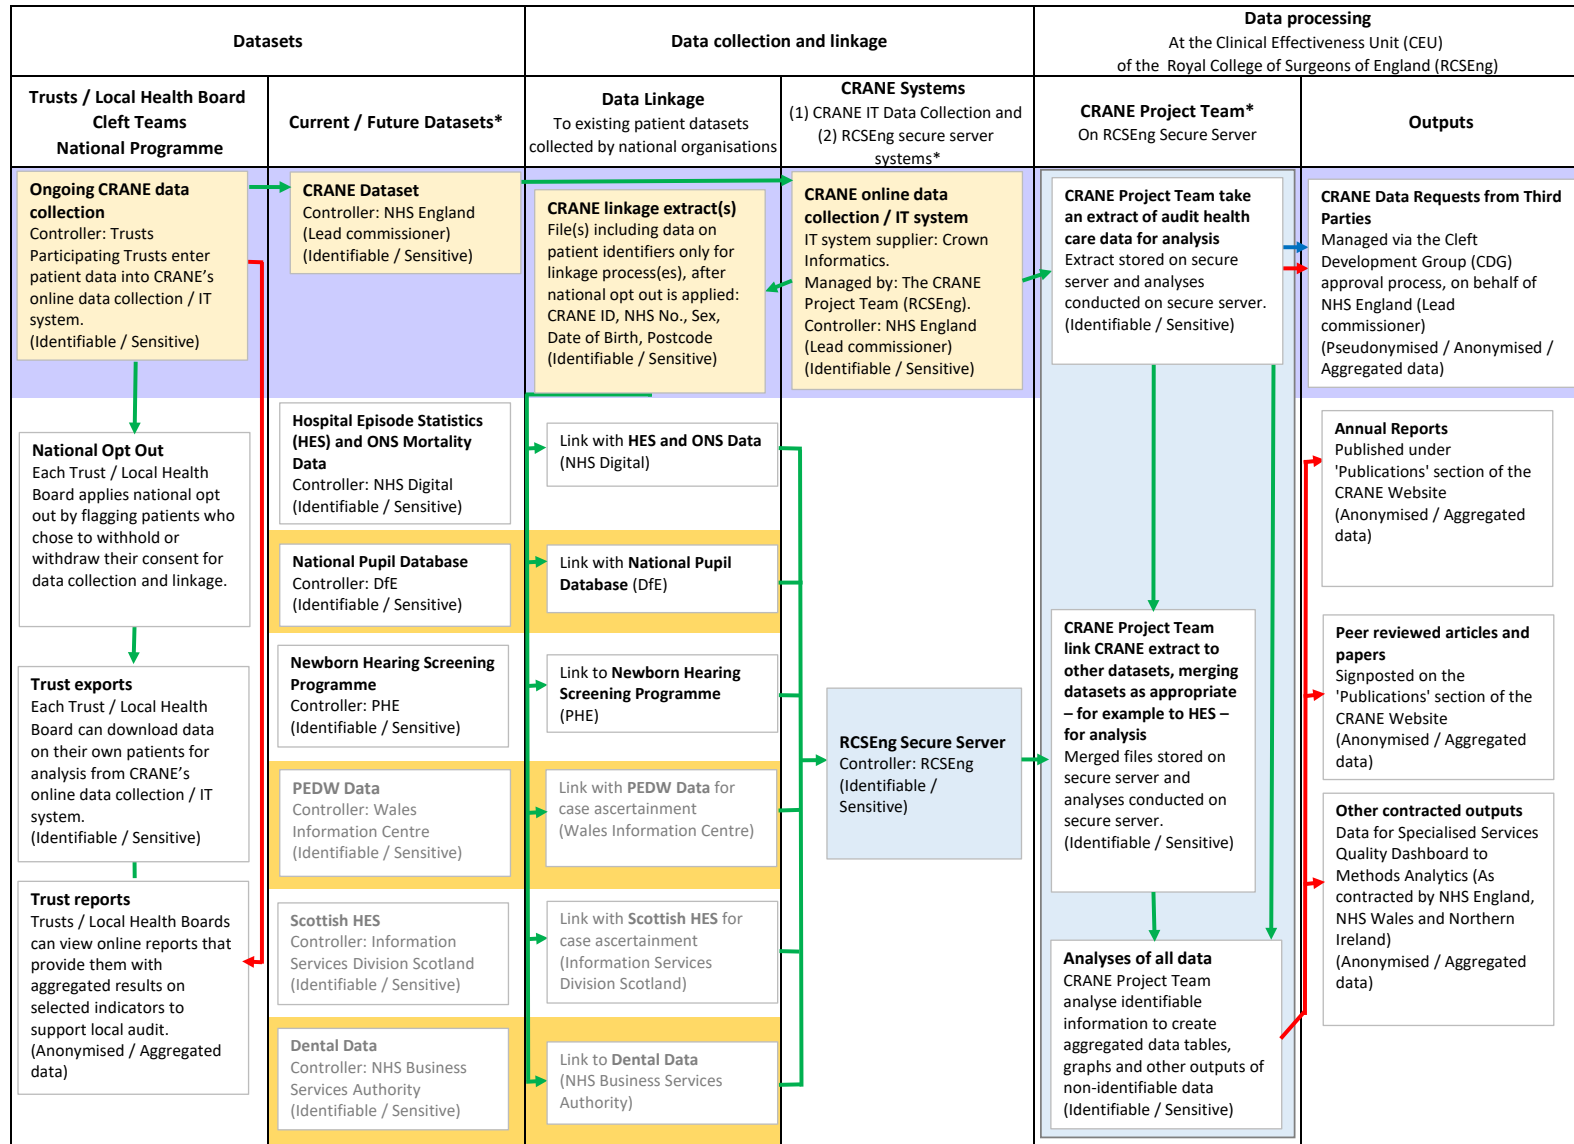 Datasets
Data collection and linkage
Data processing
At the Clinical Effectiveness Unit (CEU)
of the Royal College of Surgeons of England (RCSEng)
Trusts / Local Health Board
Cleft Teams
National Programme
Current / Future Datasets*
Data Linkage
To existing patient datasets
collected by national organisations
CRANE Systems
(1) CRANE IT Data Collection and
(2) RCSEng secure server
systems*
CRANE Project Team*
On RCSEng Secure Server
Outputs
Ongoing CRANE data
collection
Controller: Trusts
Participating Trusts enter
patient data into CRANE's
online data collection / IT
system.
(Identifiable / Sensitive)
CRANE Dataset
Controller: NHS England
(Lead commissioner)
(Identifiable / Sensitive)
CRANE linkage extract(s)
File(s) including data on
patient identifiers only for
linkage process(es), after
national opt out is applied:
CRANE ID, NHS No., Sex,
Date of Birth, Postcode
(Identifiable / Sensitive)
CRANE online data
collection / IT system
IT system supplier: Crown
Informatics.
Managed by: The CRANE
Project Team (RCSEng).
Controller: NHS England
(Lead commissioner)
(Identifiable / Sensitive)
CRANE Project Team take
an extract of audit health
care data for analysis
Extract stored on secure
server and analyses
conducted on secure server.
(Identifiable / Sensitive)
CRANE Data Requests from Third
Parties
Managed via the Cleft
Development Group (CDG)
approval process, on behalf of
NHS England (Lead
commissioner)
(Pseudonymised / Anonymised /
Aggregated data)
National Opt Out
Each Trust / Local Health
Board applies national opt
out by flagging patients who
chose to withhold or
withdraw their consent for
data collection and linkage.
Hospital Episode Statistics
(HES) and ONS Mortality
Data
Controller: NHS Digital
(Identifiable / Sensitive)
Link with HES and ONS Data
(NHS Digital)
Annual Reports
Published under
'Publications' section of the
CRANE Website
(Anonymised / Aggregated
data)
National Pupil Database
Controller: DfE
(Identifiable / Sensitive)
Link with National Pupil
Database (DfE)
Trust exports
Each Trust / Local Health
Board can download data
on their own patients for
analysis from CRANE's
online data collection / IT
system.
(Identifiable / Sensitive)
Newborn Hearing Screening
Programme
Controller: PHE
(Identifiable / Sensitive)
Link to Newborn Hearing
Screening Programme
(PHE)
RCSEng Secure Server
Controller: RCSEng
(Identifiable /
Sensitive)
CRANE Project Team
link CRANE extract to
other datasets, merging
datasets as appropriate
– for example to HES –
for analysis
Merged files stored on
secure server and
analyses conducted on
secure server.
(Identifiable / Sensitive)
Peer reviewed articles and
papers
Signposted on the
'Publications' section of the
CRANE Website
(Anonymised / Aggregated
data)
PEDW Data
Controller: Wales
Information Centre
(Identifiable / Sensitive)
Link with PEDW Data for
case ascertainment
(Wales Information Centre)
Other contracted outputs
Data for Specialised Services
Quality Dashboard to
Methods Analytics (As
contracted by NHS England,
NHS Wales and Northern
Ireland)
(Anonymised / Aggregated
data)
Trust reports
Trusts / Local Health Boards
can view online reports that
provide them with
aggregated results on
selected indicators to
support local audit.
(Anonymised / Aggregated
data)
Scottish HES
Controller: Information
Services Division Scotland
(Identifiable / Sensitive)
Link with Scottish HES for
case ascertainment
(Information Services
Division Scotland)
Analyses of all data
CRANE Project Team
analyse identifiable
information to create
aggregated data tables,
graphs and other outputs of
non-identifiable data
(Identifiable / Sensitive)
Dental Data
Controller: NHS Business
Services Authority
(Identifiable / Sensitive)
Link to Dental Data
(NHS Business Services
Authority)